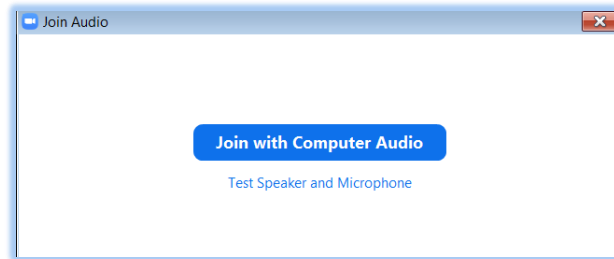 Join Audio
Join with Computer Audio
Test Speaker and Microphone